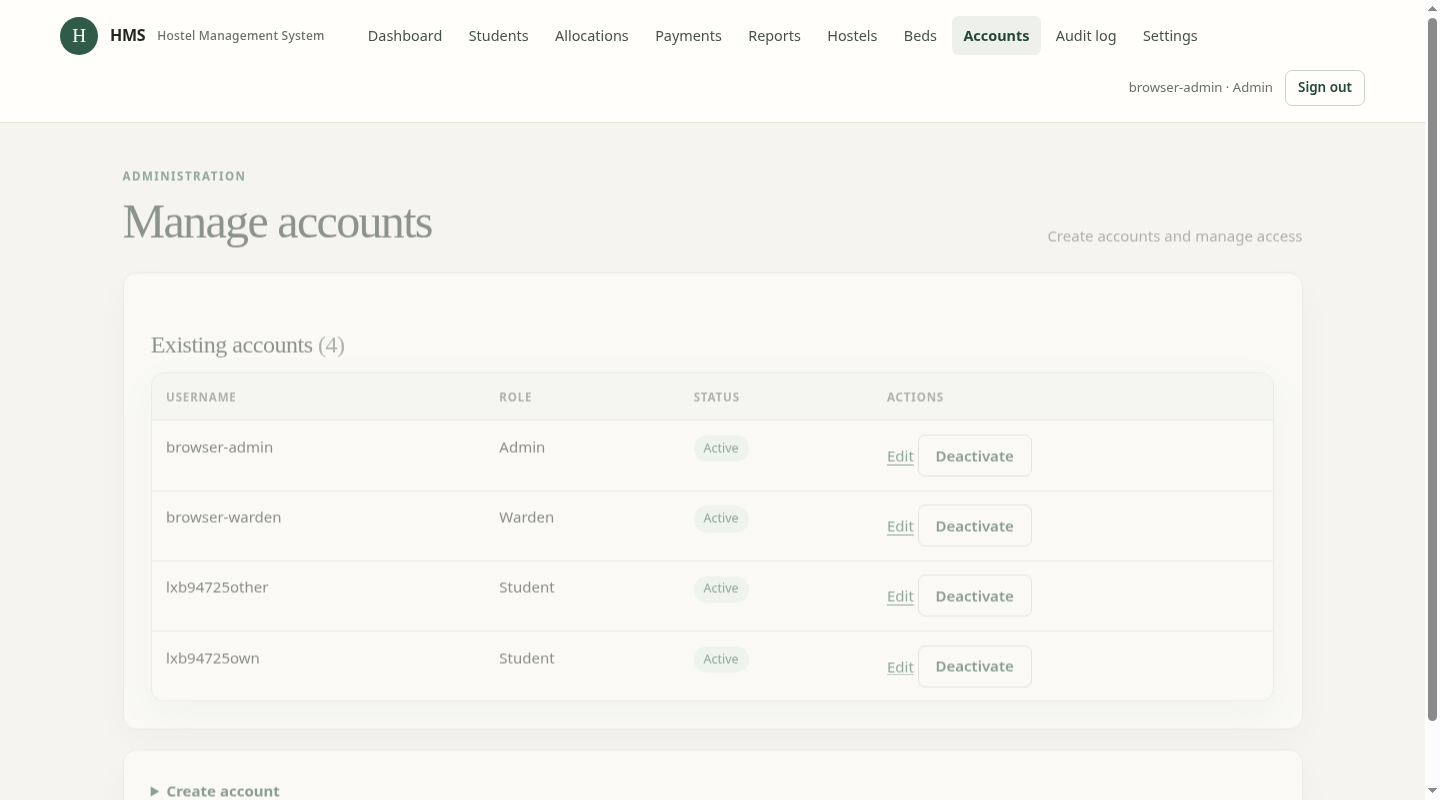 H HMS Hostel Management System Dashboard Students Allocations Payments Reports Hostels Beds Accounts Audit log Settings
browser-admin · Admin Sign out
ADMINISTRATION
Manage accounts
Create accounts and manage access
Existing accounts (4)
USERNAME ROLE STATUS ACTIONS
browser-admin Admin Active Edit Deactivate
browser-warden Warden Active Edit Deactivate
lxb94725other Student Active Edit Deactivate
lxb94725own Student Active Edit Deactivate
Create account